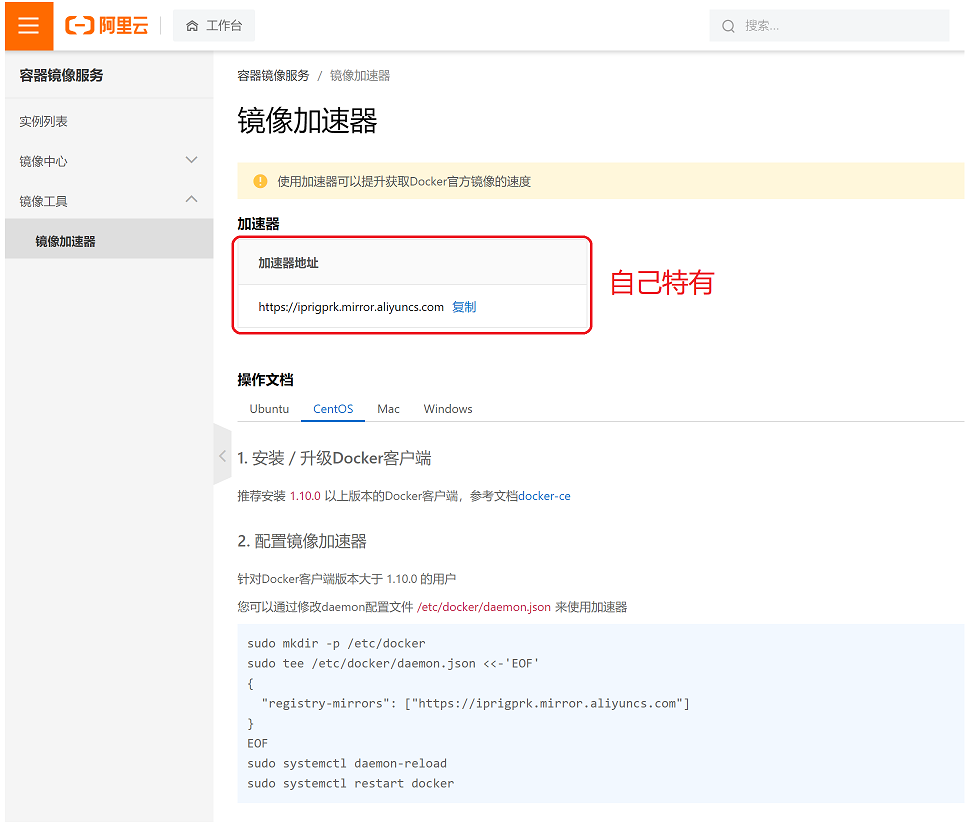 阿里云
工作台
搜索...
容器镜像服务
实例列表
镜像中心
镜像工具
镜像加速器
容器镜像服务 / 镜像加速器
镜像加速器
使用加速器可以提升获取Docker官方镜像的速度
加速器
加速器地址
https://iprigprk.mirror.aliyuncs.com 复制
自己特有
操作文档
Ubuntu CentOS Mac Windows
1. 安装 / 升级Docker客户端
推荐安装 1.10.0 以上版本的Docker客户端，参考文档docker-ce
2. 配置镜像加速器
针对Docker客户端版本大于 1.10.0 的用户
您可以通过修改daemon配置文件 /etc/docker/daemon.json 来使用加速器
sudo mkdir -p /etc/docker
sudo tee /etc/docker/daemon.json <<-'EOF'
{
  "registry-mirrors": ["https://iprigprk.mirror.aliyuncs.com"]
}
EOF
sudo systemctl daemon-reload
sudo systemctl restart docker